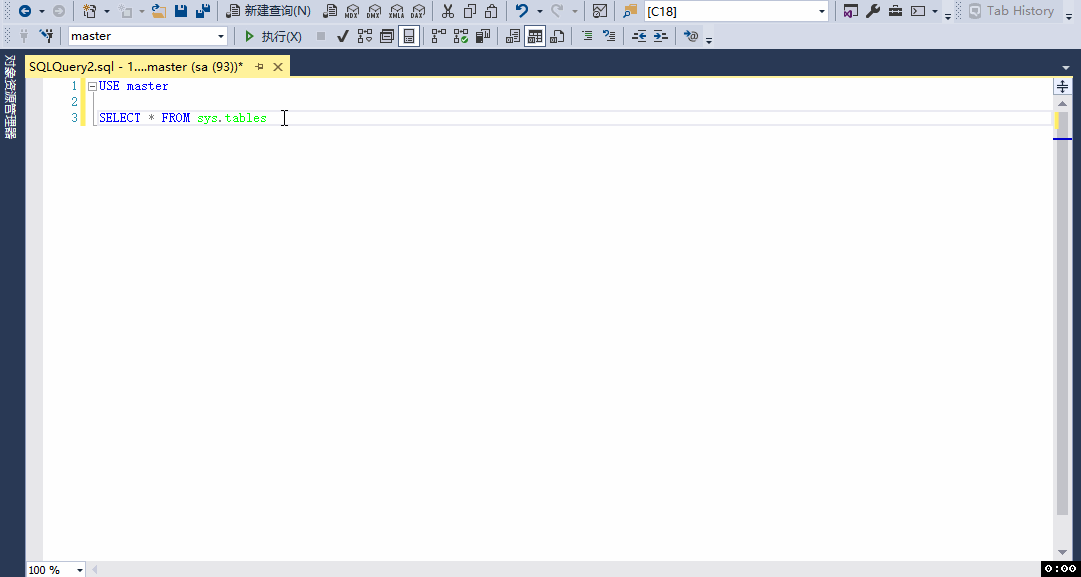 新建查询(N)
MDX
DMX
XMLA
DAX
[C18]
Tab History
master
执行(X)
对象资源管理器
SQLQuery2.sql - 1....master (sa (93))*
1 USE master
2
3 SELECT * FROM sys.tables
100 %
0:00